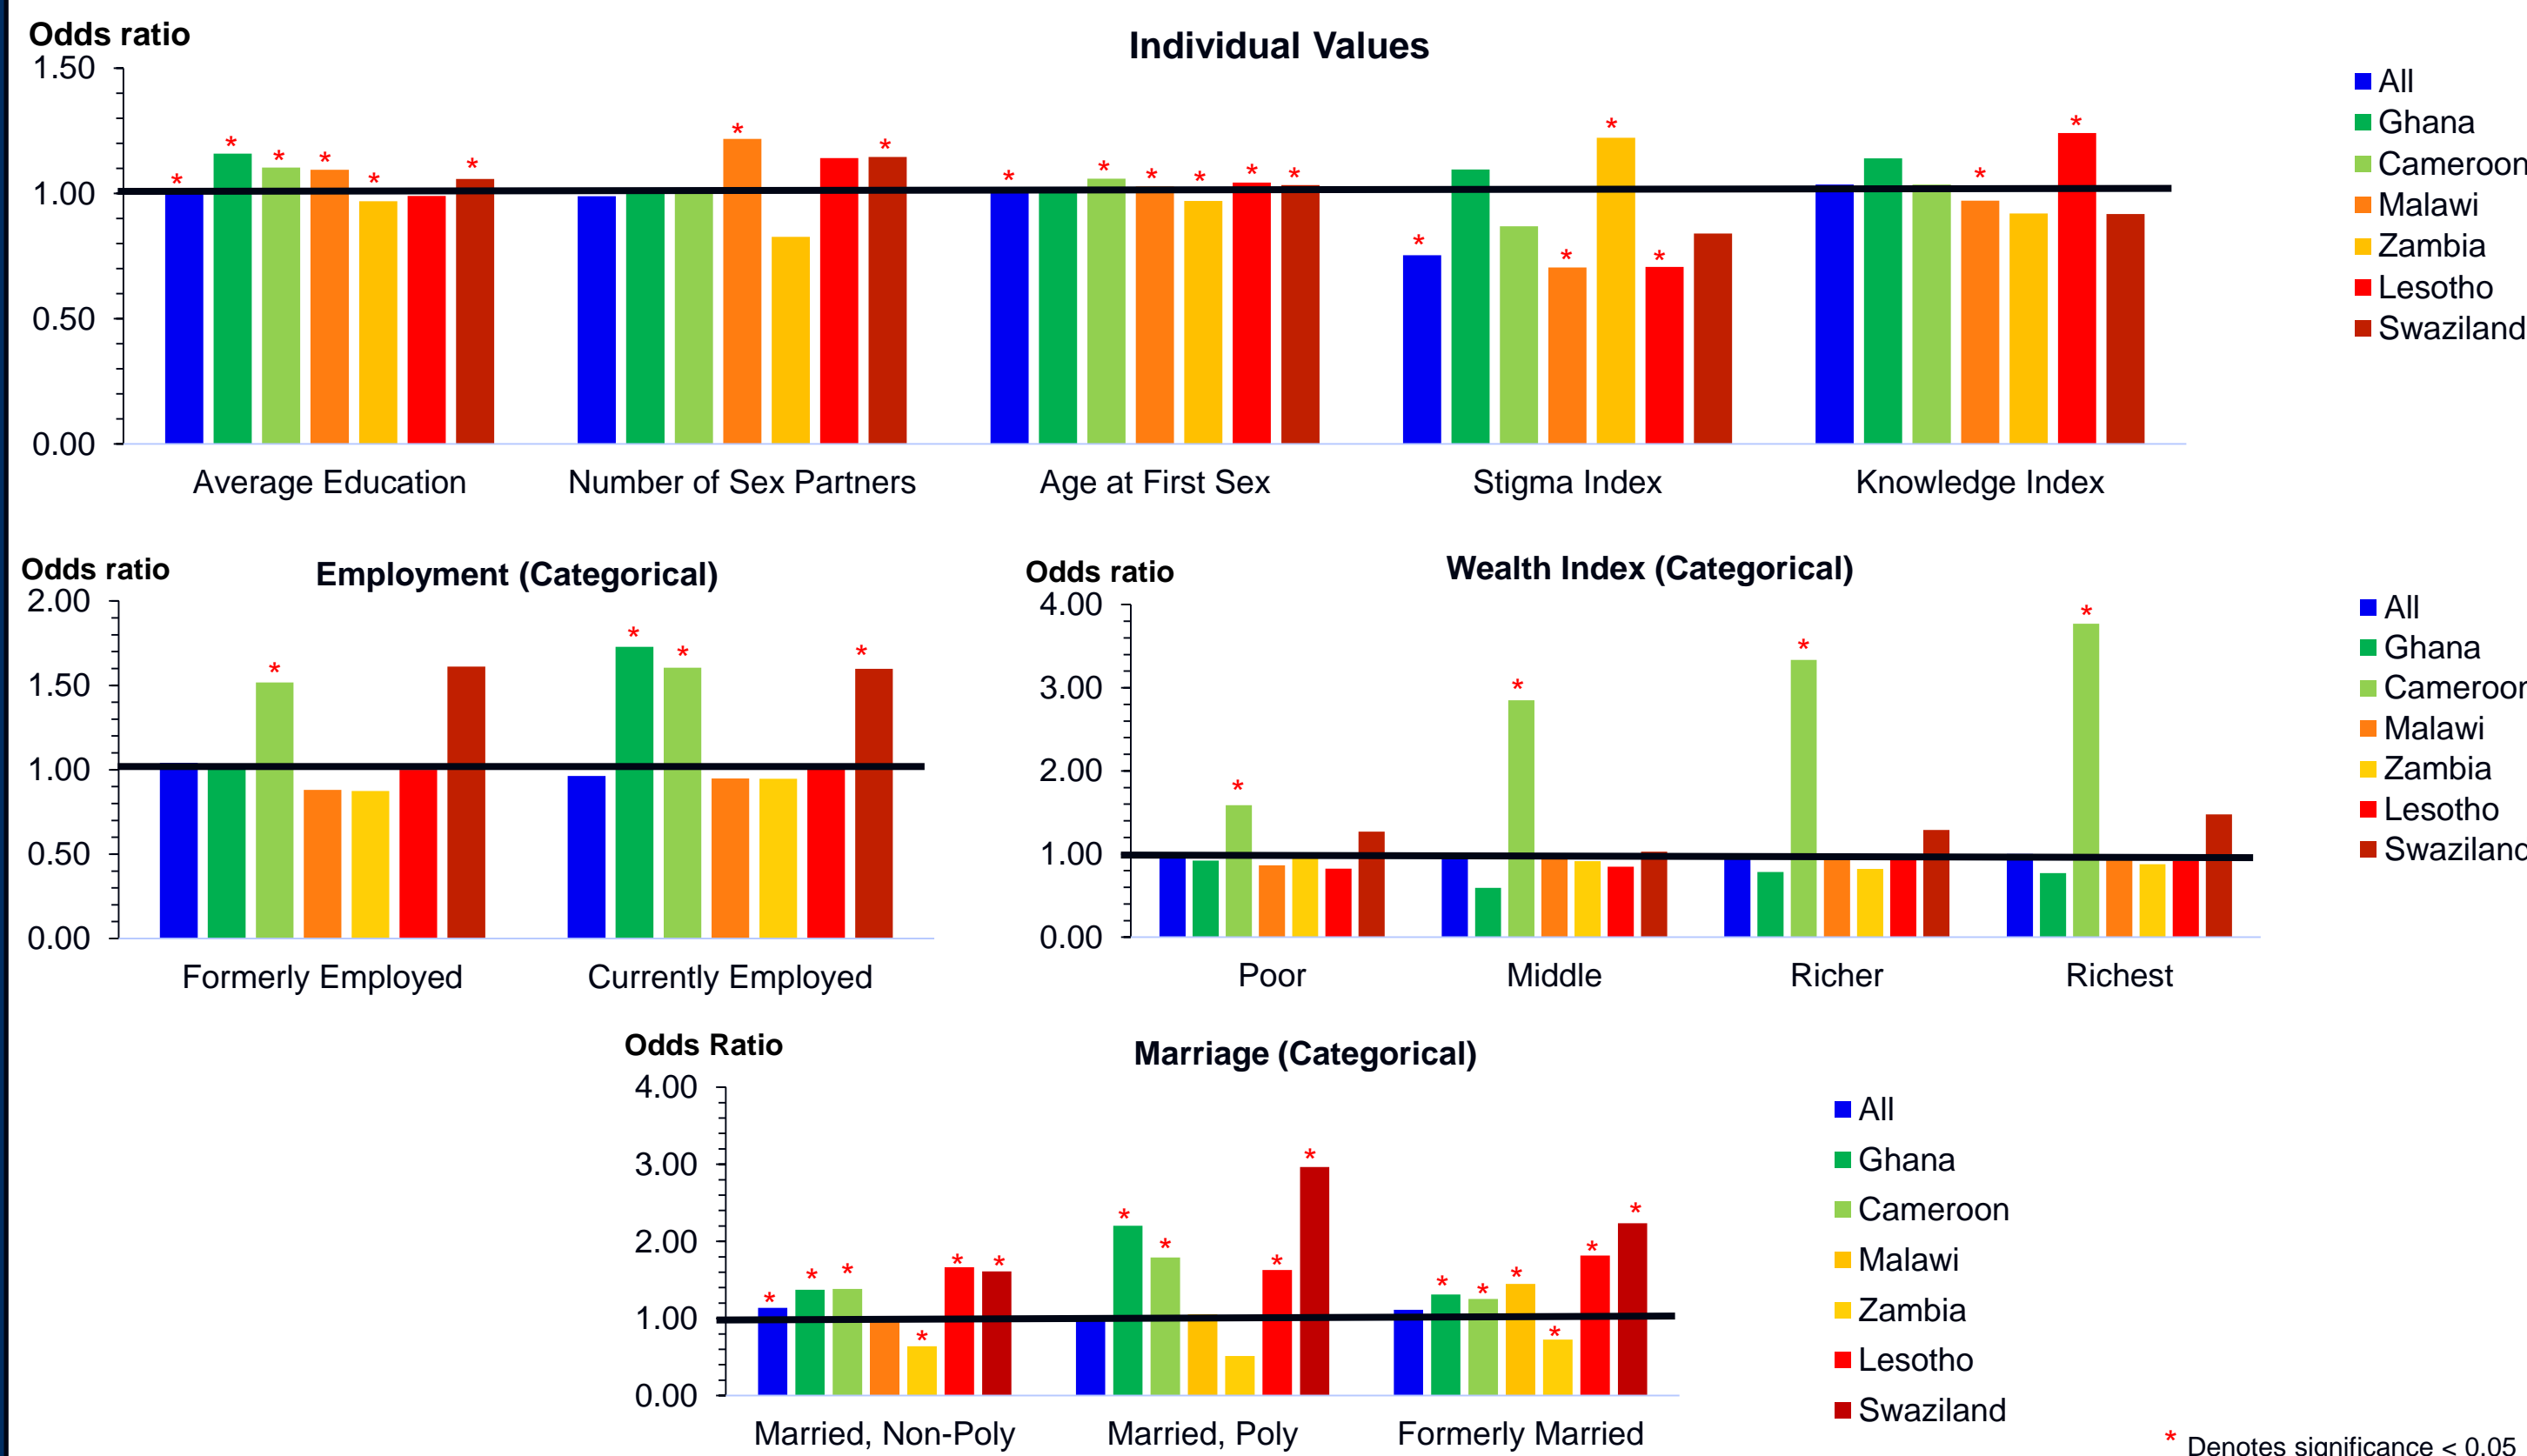 Odds ratio
Individual Values
1.50
1.00
0.50
0.00
* * * * * *
* *
* * * * * *
* * * *
* *
Average Education
Number of Sex Partners
Age at First Sex
Stigma Index
Knowledge Index
All
Ghana
Cameroon
Malawi
Zambia
Lesotho
Swaziland
Odds ratio
Employment (Categorical)
2.00
1.50
1.00
0.50
0.00
*
* * *
Formerly Employed
Currently Employed
Odds ratio
Wealth Index (Categorical)
4.00
3.00
2.00
1.00
0.00
*
*
*
*
Poor
Middle
Richer
Richest
All
Ghana
Cameroon
Malawi
Zambia
Lesotho
Swaziland
Odds Ratio
Marriage (Categorical)
4.00
3.00
2.00
1.00
0.00
* * * * * *
* * * *
* * * * * *
Married, Non-Poly
Married, Poly
Formerly Married
All
Ghana
Cameroon
Malawi
Zambia
Lesotho
Swaziland
* Denotes significance < 0.05